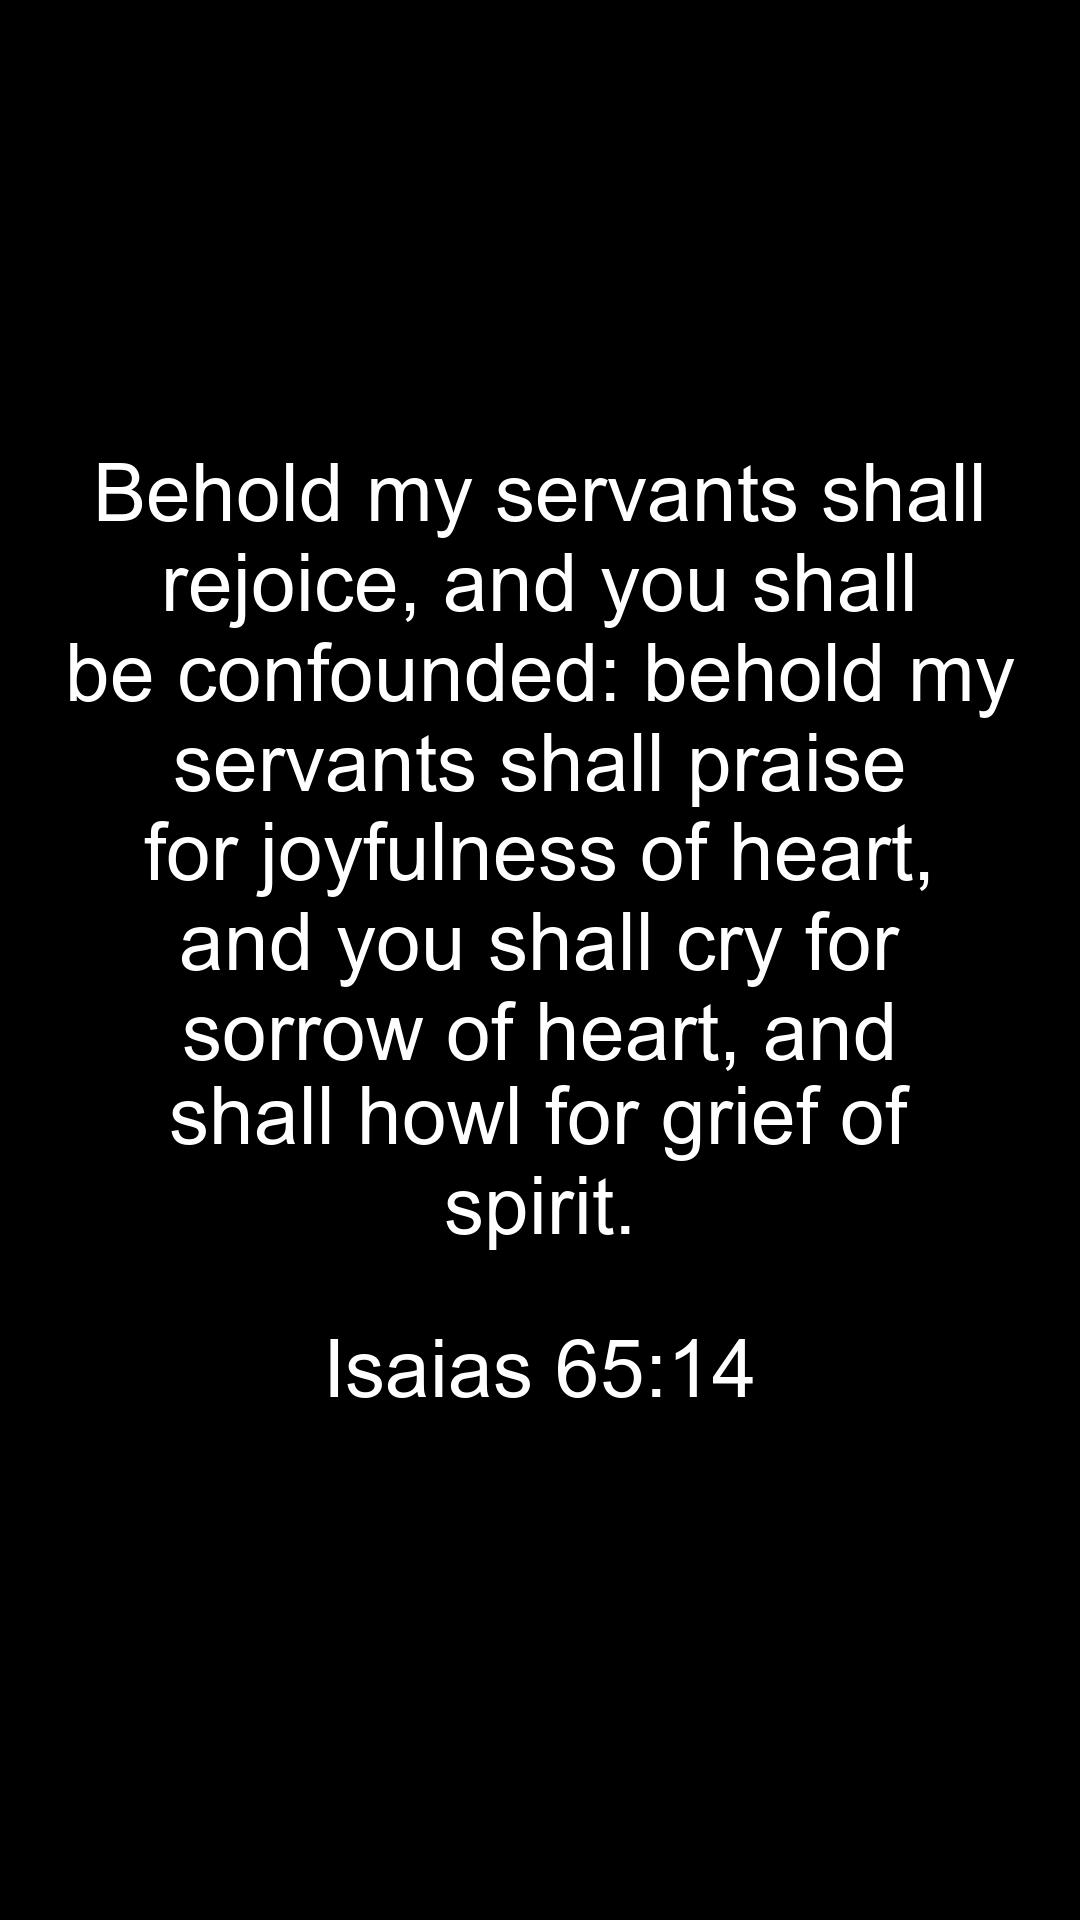 Behold my servants shall
rejoice, and you shall
be confounded: behold my
servants shall praise
for joyfulness of heart,
and you shall cry for
sorrow of heart, and
shall howl for grief of
spirit.
Isaias 65:14